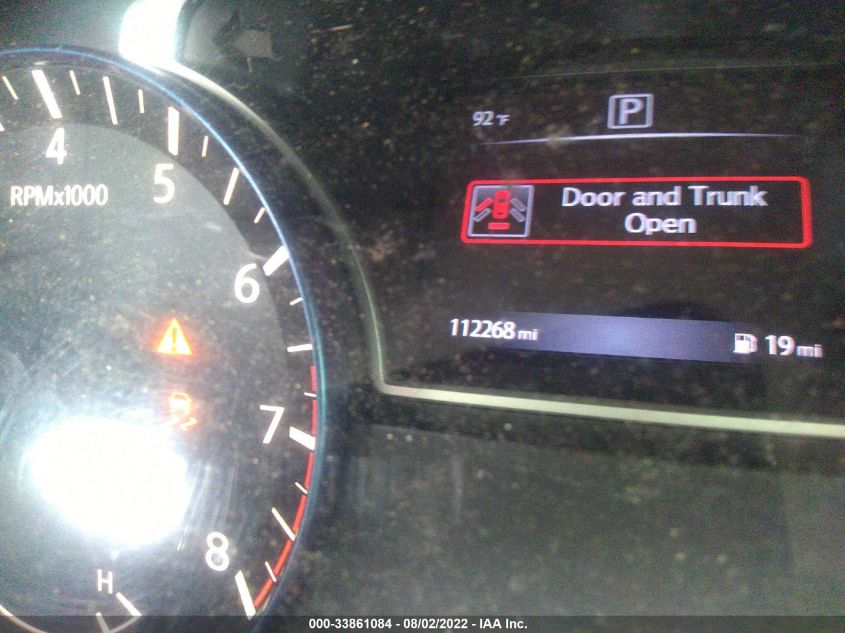 92 °F
P
Door and Trunk
Open
112268 mi
19 mi
4
5
RPMx1000
6
7
8
H
000-33861084 - 08/02/2022 - IAA Inc.